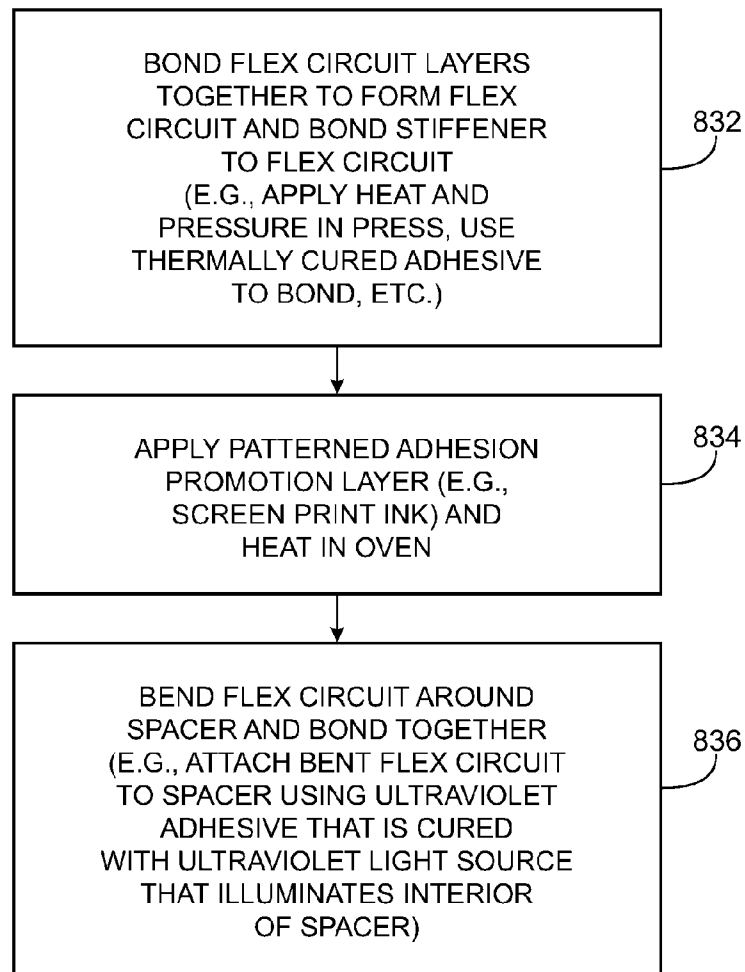 BOND FLEX CIRCUIT LAYERS
TOGETHER TO FORM FLEX
CIRCUIT AND BOND STIFFENER
TO FLEX CIRCUIT
(E.G., APPLY HEAT AND
PRESSURE IN PRESS, USE
THERMALLY CURED ADHESIVE
TO BOND, ETC.)
832
APPLY PATTERNED ADHESION
PROMOTION LAYER (E.G.,
SCREEN PRINT INK) AND
HEAT IN OVEN
834
BEND FLEX CIRCUIT AROUND
SPACER AND BOND TOGETHER
(E.G., ATTACH BENT FLEX CIRCUIT
TO SPACER USING ULTRAVIOLET
ADHESIVE THAT IS CURED
WITH ULTRAVIOLET LIGHT SOURCE
THAT ILLUMINATES INTERIOR
OF SPACER)
836